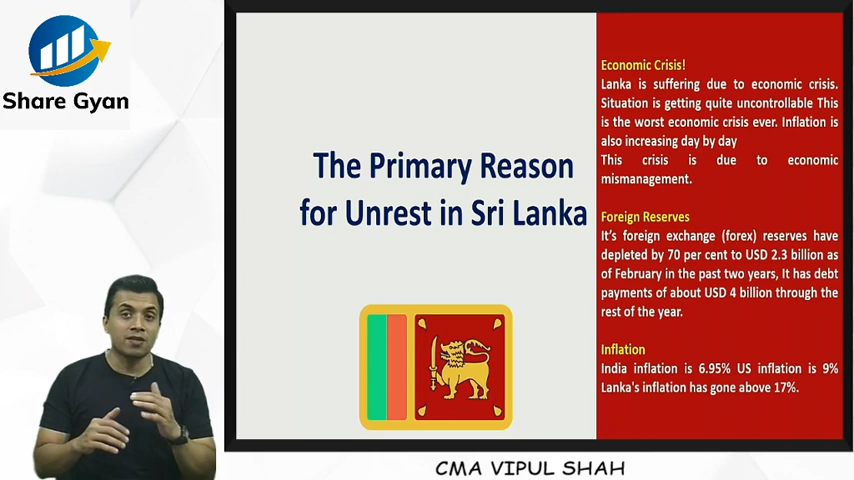 Share Gyan
The Primary Reason
for Unrest in Sri Lanka
Economic Crisis!
Lanka is suffering due to economic crisis.
Situation is getting quite uncontrollable This
is the worst economic crisis ever. Inflation is
also increasing day by day
This crisis is due to economic
mismanagement.
Foreign Reserves
It's foreign exchange (forex) reserves have
depleted by 70 per cent to USD 2.3 billion as
of February in the past two years, It has debt
payments of about USD 4 billion through the
rest of the year.
Inflation
India inflation is 6.95% US inflation is 9%
Lanka's inflation has gone above 17%.
CMA VIPUL SHAH